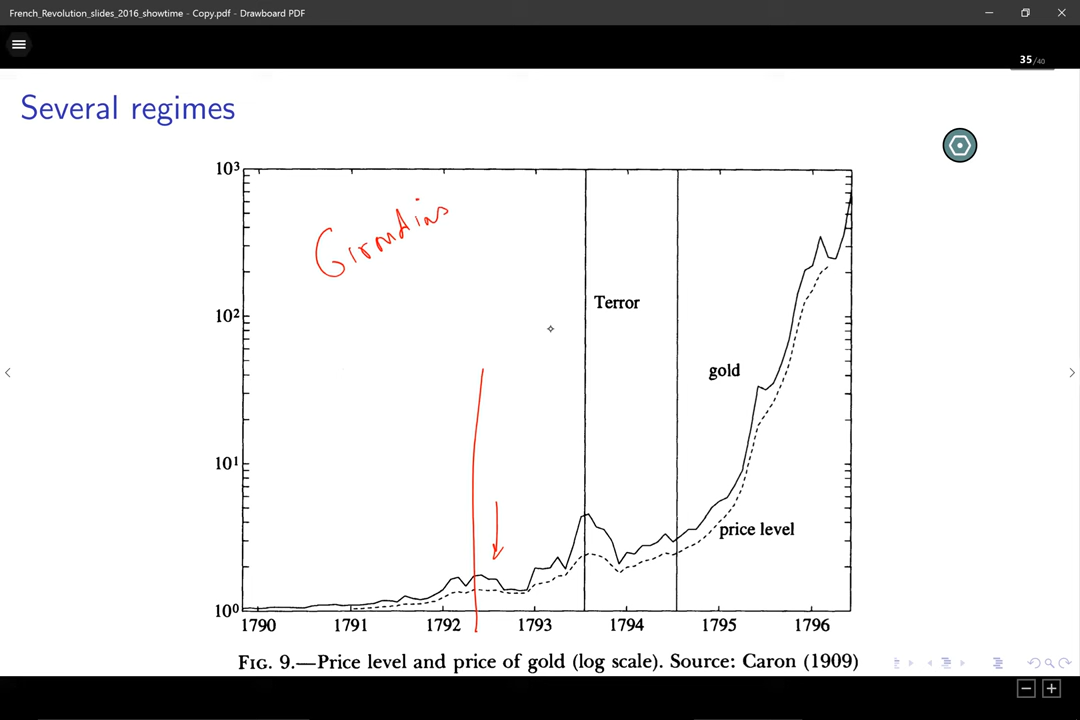 French_Revolution_slides_2016_showtime - Copy.pdf - Drawboard PDF
35/40
Several regimes
10³
Girondins
Terror
10²
gold
10¹
price level
10⁰
1790 1791 1792 1793 1794 1795 1796
FIG. 9.—Price level and price of gold (log scale). Source: Caron (1909)